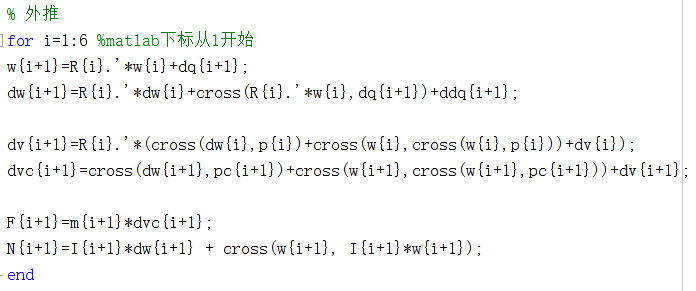 % 外推
for i=1:6 %matlab下标从1开始
w{i+1}=R{i}.'*w{i}+dq{i+1};
dw{i+1}=R{i}.'*dw{i}+cross(R{i}.'*w{i},dq{i+1})+ddq{i+1};
dv{i+1}=R{i}.'*(cross(dw{i},p{i})+cross(w{i},cross(w{i},p{i}))+dv{i});
dvc{i+1}=cross(dw{i+1},pc{i+1})+cross(w{i+1},cross(w{i+1},pc{i+1}))+dv{i+1};
F{i+1}=m{i+1}*dvc{i+1};
N{i+1}=I{i+1}*dw{i+1} + cross(w{i+1}, I{i+1}*w{i+1});
end